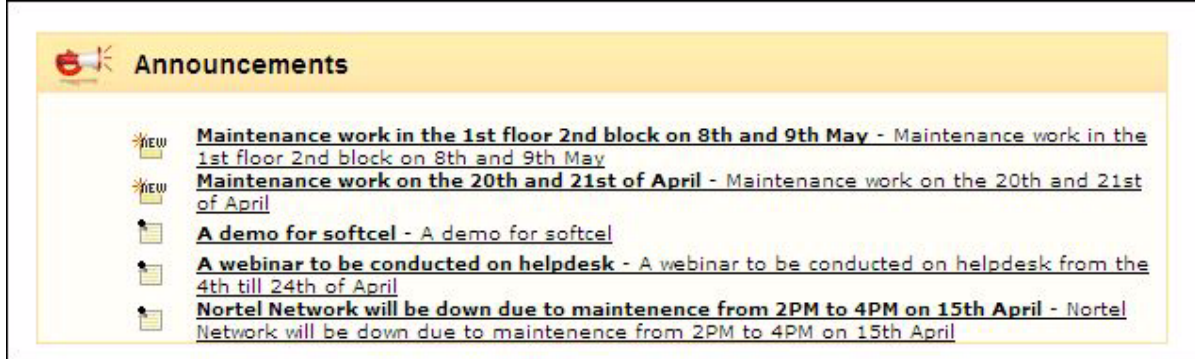 Announcements
NEW Maintenance work in the 1st floor 2nd block on 8th and 9th May - Maintenance work in the
1st floor 2nd block on 8th and 9th May
NEW Maintenance work on the 20th and 21st of April - Maintenance work on the 20th and 21st
of April
A demo for softcel - A demo for softcel
A webinar to be conducted on helpdesk - A webinar to be conducted on helpdesk from the
4th till 24th of April
Nortel Network will be down due to maintenence from 2PM to 4PM on 15th April - Nortel
Network will be down due to maintenence from 2PM to 4PM on 15th April